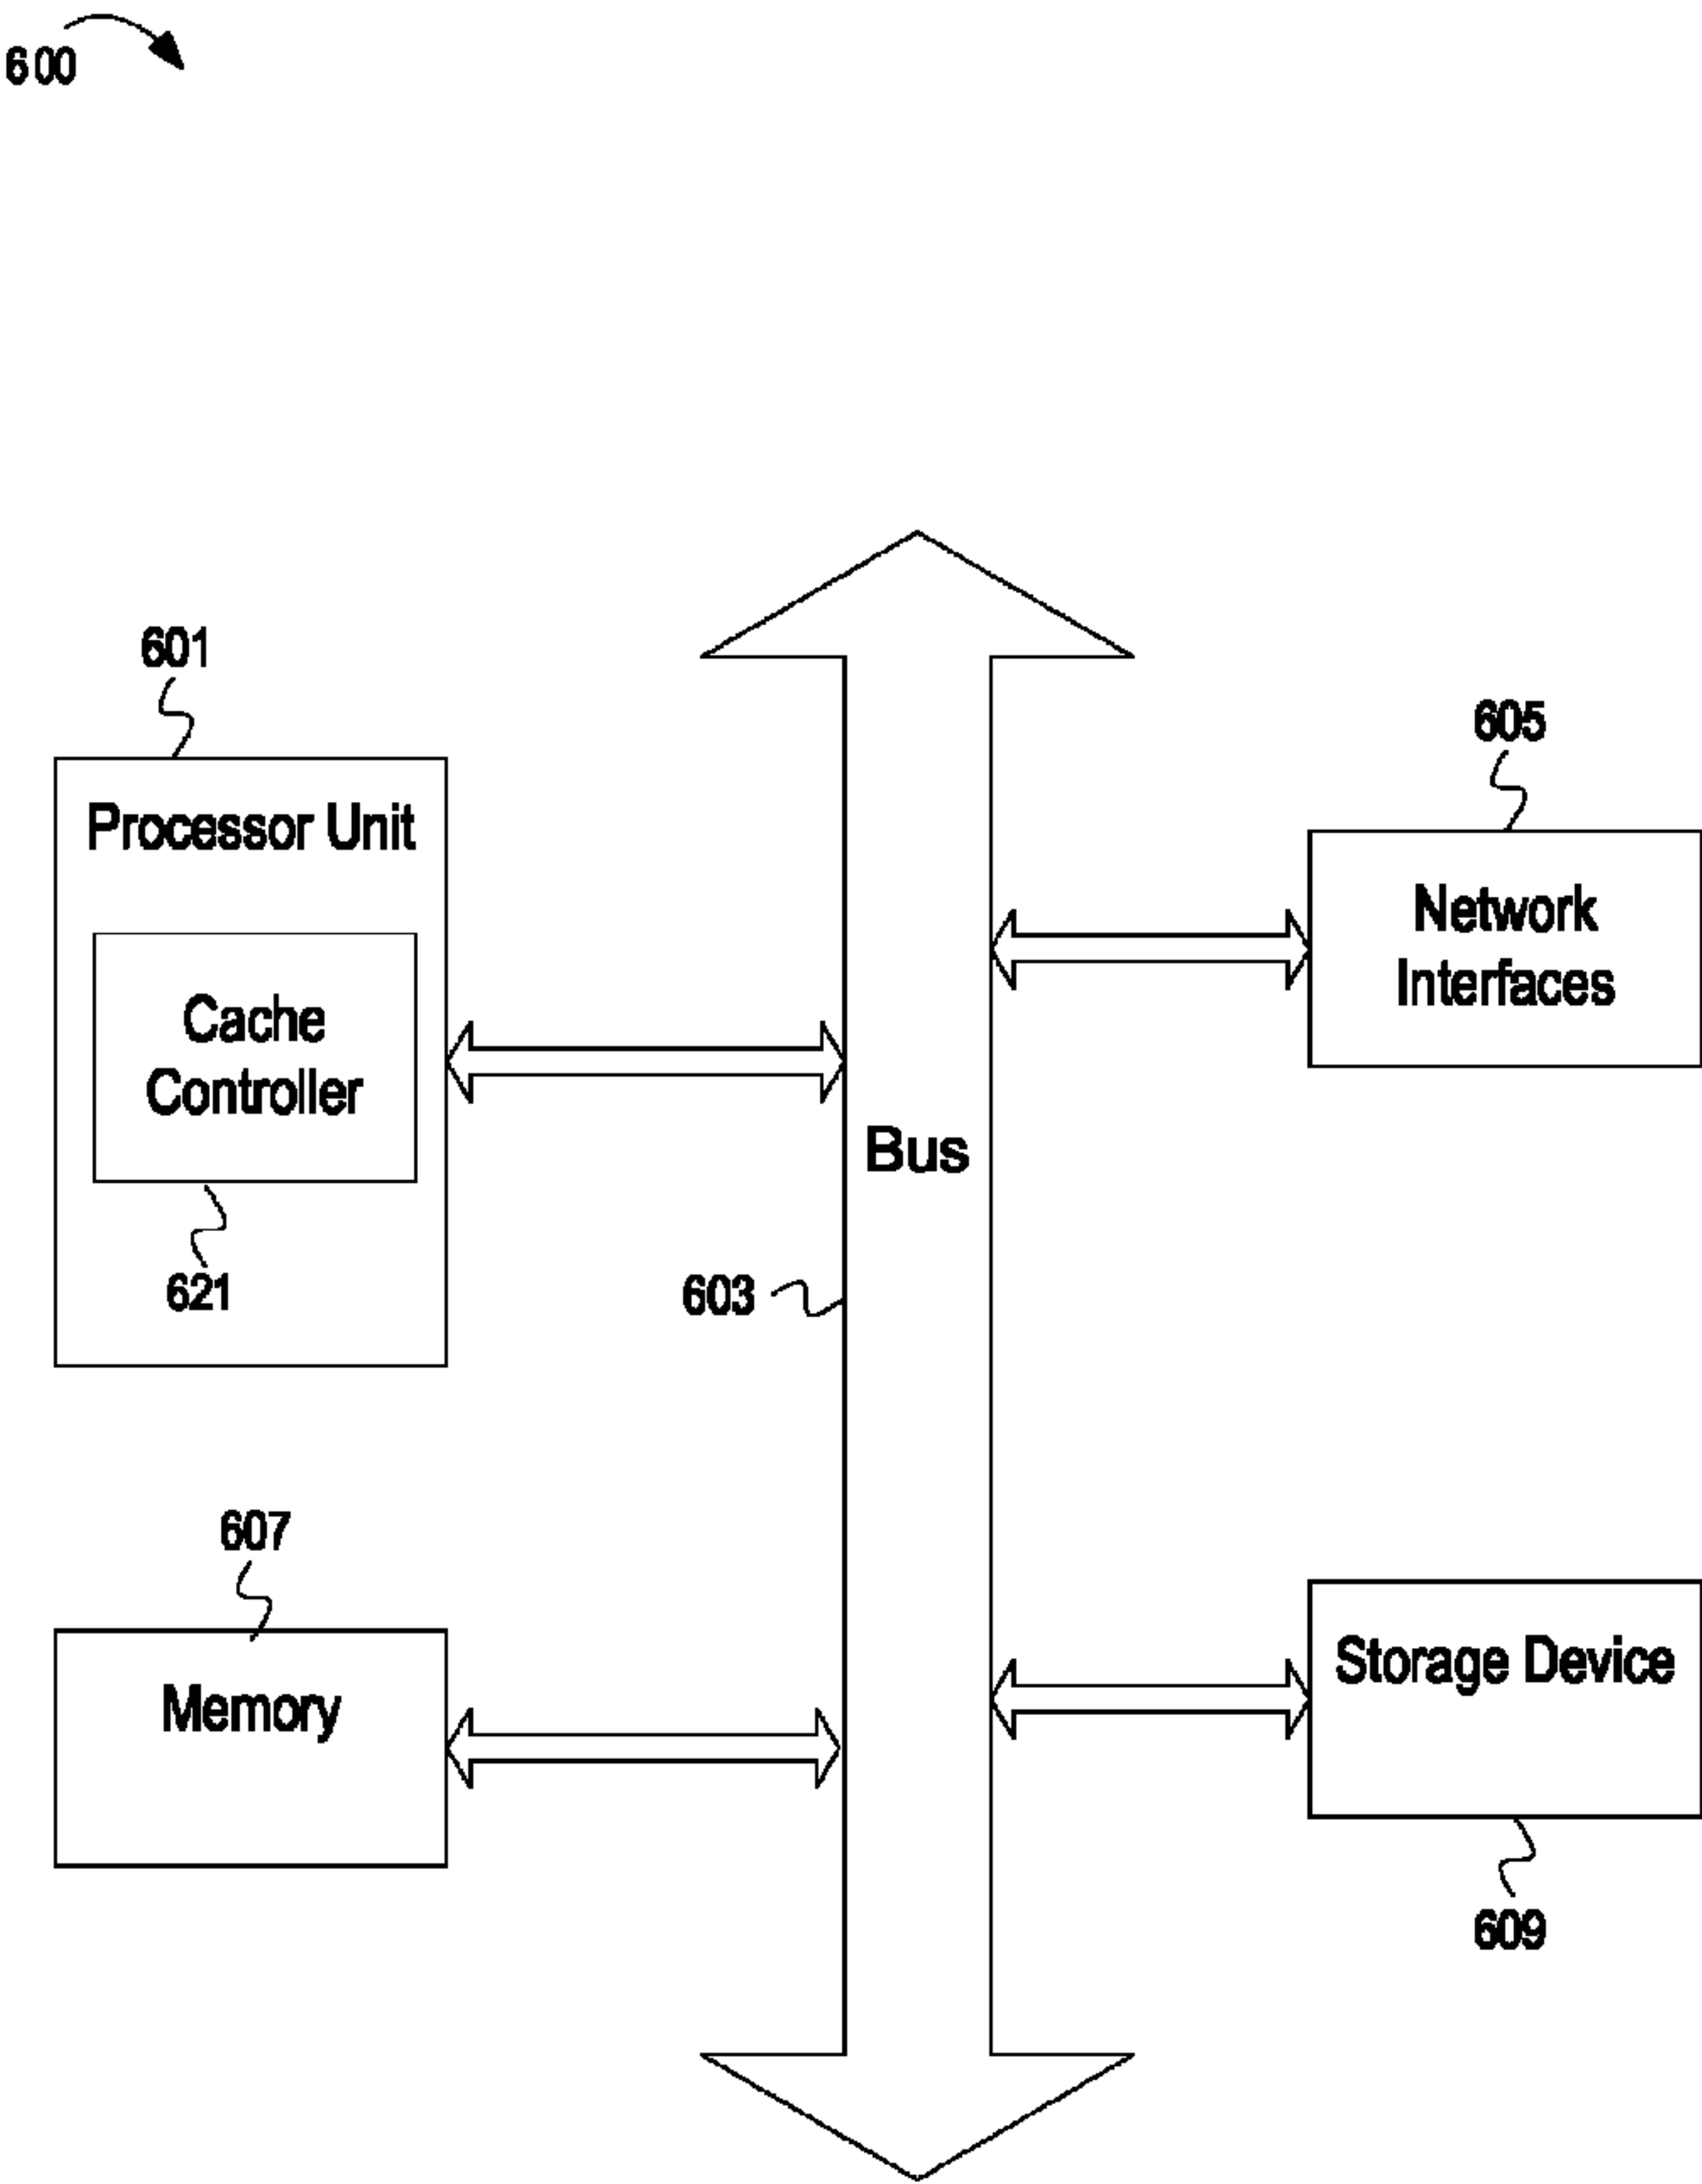 600
601
Processor Unit
Cache
Controller
621
603
Bus
605
Network
Interfaces
607
Memory
Storage Device
609